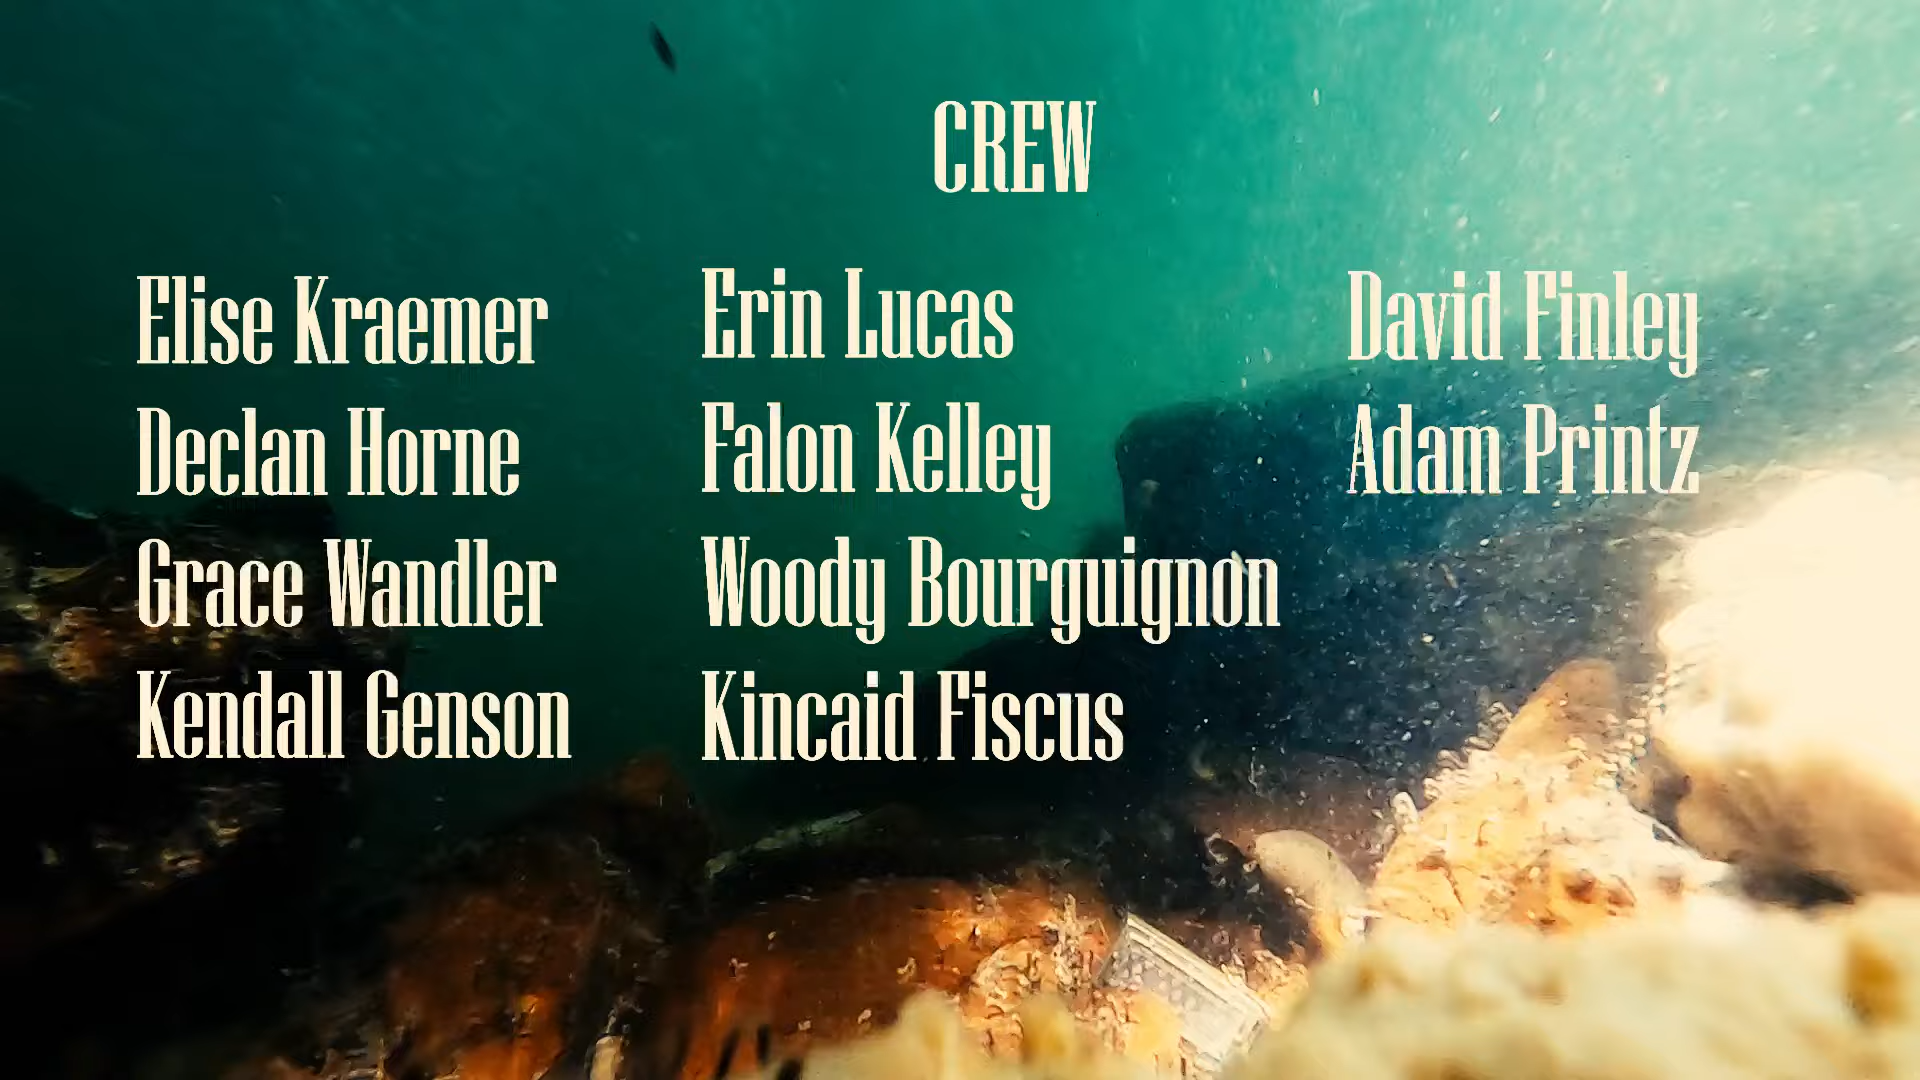 CREW
Elise Kraemer
Declan Horne
Grace Wandler
Kendall Genson
Erin Lucas
Falon Kelley
Woody Bourguignon
Kincaid Fiscus
David Finley
Adam Printz